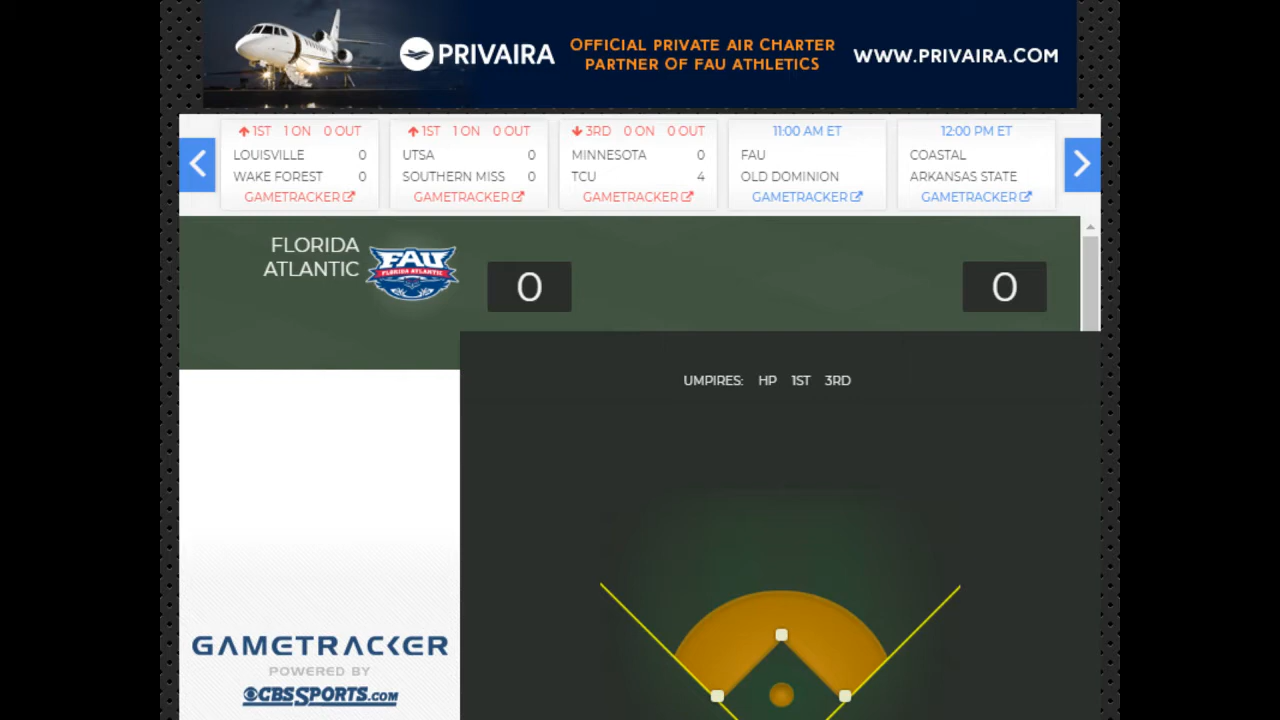 PRIVAIRA
OFFICIAL PRIVATE AIR CHARTER
PARTNER OF FAU ATHLETICS
WWW.PRIVAIRA.COM
1ST 1 ON 0 OUT
LOUISVILLE 0
WAKE FOREST 0
GAMETRACKER
1ST 1 ON 0 OUT
UTSA 0
SOUTHERN MISS 0
GAMETRACKER
3RD 0 ON 0 OUT
MINNESOTA 0
TCU 4
GAMETRACKER
11:00 AM ET
FAU
OLD DOMINION
GAMETRACKER
12:00 PM ET
COASTAL
ARKANSAS STATE
GAMETRACKER
FLORIDA
ATLANTIC
FAU
FLORIDA ATLANTIC
0
0
UMPIRES: HP 1ST 3RD
GAMETRACKER
POWERED BY
CBSSPORTS.COM